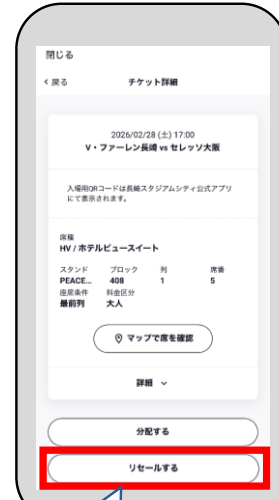 閉じる
< 戻る チケット詳細
2026/02/28 (土) 17:00
V・ファーレン長崎 vs セレッソ大阪
入場用QRコードは長崎スタジアムシティ公式アプリ
にて表示されます。
席種
HV / ホテルビュースイート
スタンド ブロック 列 席番
PEACE... 408 1 5
座席条件 料金区分
最前列 大人
マップで席を確認
詳細
分配する
リセールする